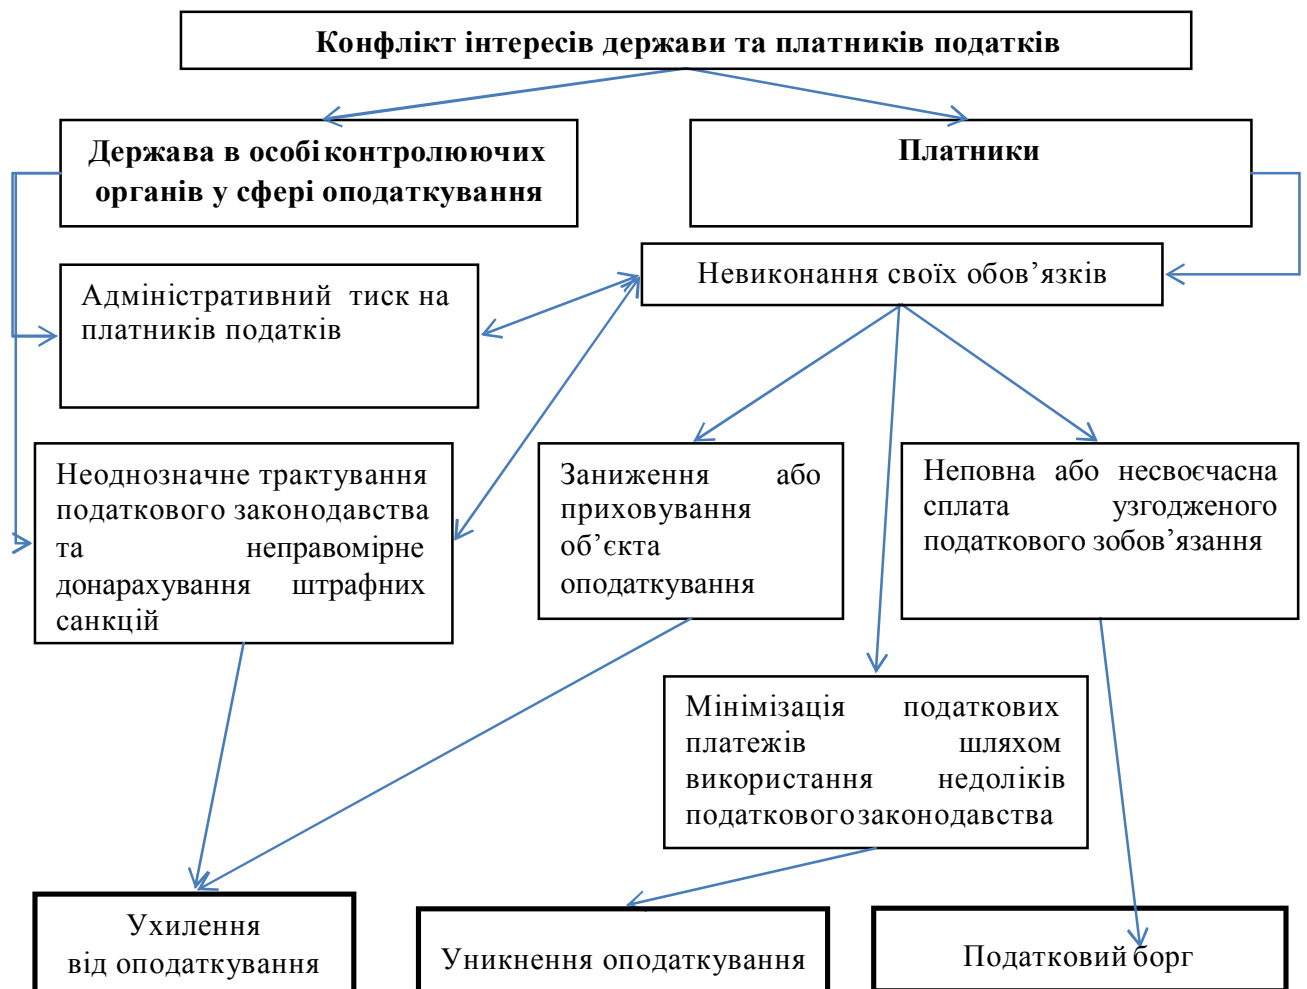 Конфлікт інтересів держави та платників податків
Держава в особі контролюючих
органів у сфері оподаткування
Платники
Невиконання своїх обов’язків
Адміністративний тиск на
платників податків
Неоднозначне трактування
податкового законодавства
та неправомірне
донарахування штрафних
санкцій
Заниження або
приховування
об’єкта
оподаткування
Неповна або несвоєчасна
сплата узгодженого
податкового зобов’язання
Мінімізація податкових
платежів шляхом
використання недоліків
податкового законодавства
Ухилення
від оподаткування
Уникнення оподаткування
Податковий борг